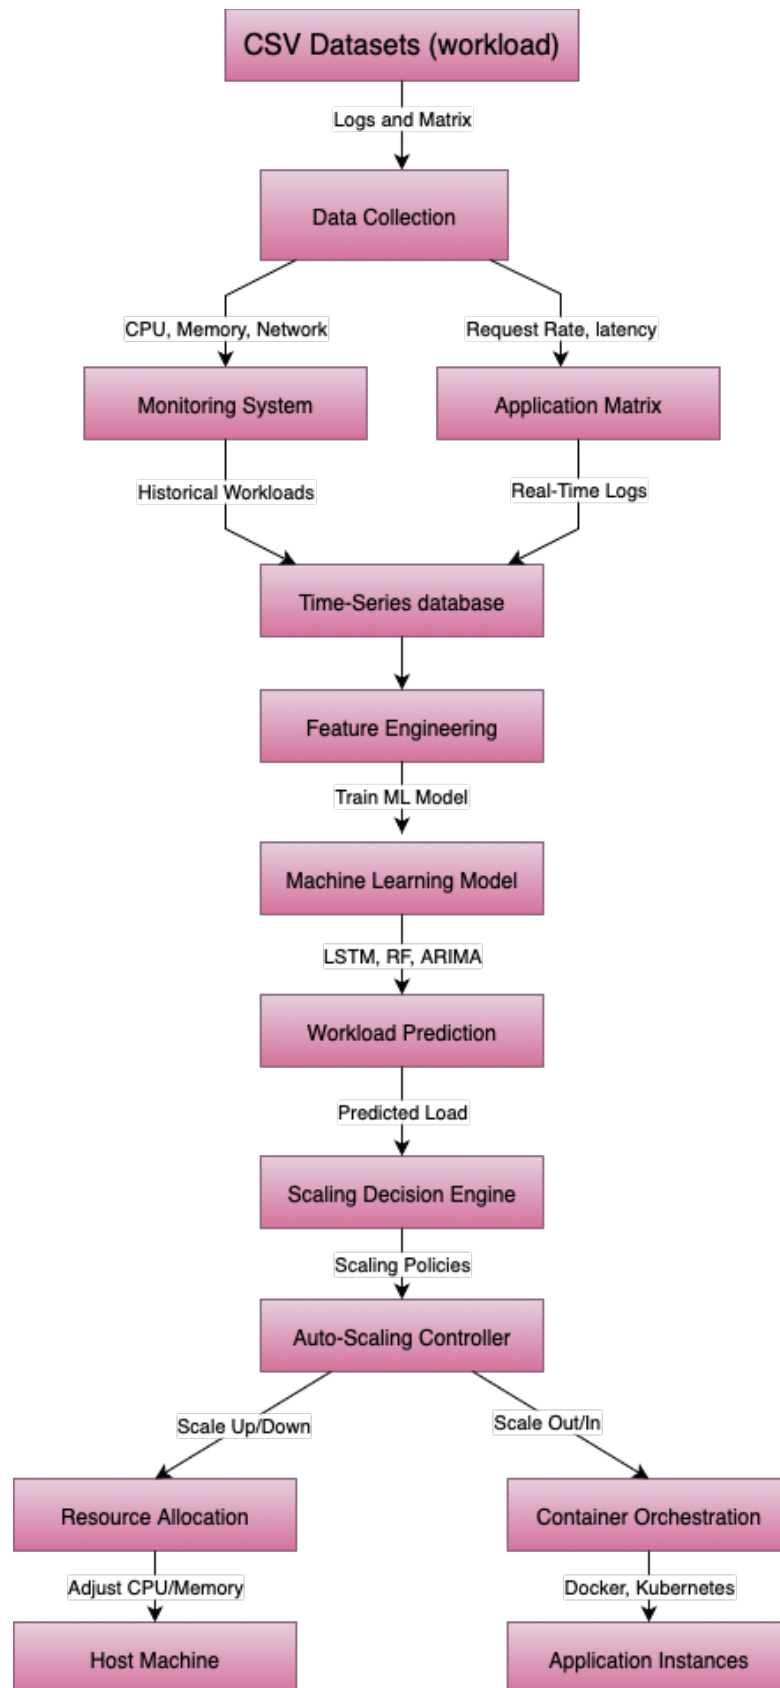 CSV Datasets (workload)
Logs and Matrix
Data Collection
CPU, Memory, Network
Request Rate, latency
Monitoring System
Application Matrix
Historical Workloads
Real-Time Logs
Time-Series database
Feature Engineering
Train ML Model
Machine Learning Model
LSTM, RF, ARIMA
Workload Prediction
Predicted Load
Scaling Decision Engine
Scaling Policies
Auto-Scaling Controller
Scale Up/Down
Scale Out/In
Resource Allocation
Container Orchestration
Adjust CPU/Memory
Docker, Kubernetes
Host Machine
Application Instances